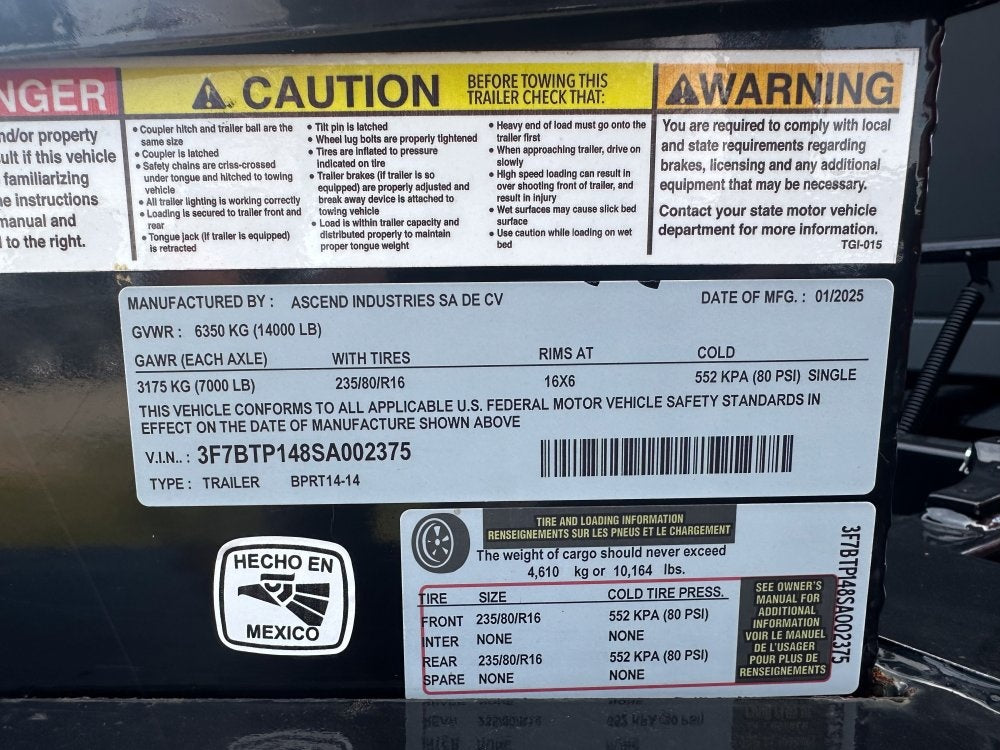 NGER
nd/or property
ult if this vehicle
familiarizing
e instructions
manual and
l to the right.
CAUTION
BEFORE TOWING THIS
TRAILER CHECK THAT:
• Coupler hitch and trailer ball are the
same size
• Coupler is latched
• Safety chains are criss-crossed
under tongue and hitched to towing
vehicle
• All trailer lighting is working correctly
• Loading is secured to trailer front and
rear
• Tongue jack (if trailer is equipped)
is retracted
• Tilt pin is latched
• Wheel lug bolts are properly tightened
• Tires are inflated to pressure
indicated on tire
• Trailer brakes (if trailer is so
equipped) are properly adjusted and
break away device is attached to
towing vehicle
• Load is within trailer capacity and
distributed properly to maintain
proper tongue weight
• Heavy end of load must go onto the
trailer first
• When approaching trailer, drive on
slowly
• High speed loading can result in
over shooting front of trailer, and
result in injury
• Wet surfaces may cause slick bed
surface
• Use caution while loading on wet
bed
WARNING
You are required to comply with local
and state requirements regarding
brakes, licensing and any additional
equipment that may be necessary.
Contact your state motor vehicle
department for more information.
TGI-015
MANUFACTURED BY : ASCEND INDUSTRIES SA DE CV DATE OF MFG. : 01/2025
GVWR : 6350 KG (14000 LB)
GAWR (EACH AXLE) WITH TIRES RIMS AT COLD
3175 KG (7000 LB) 235/80/R16 16X6 552 KPA (80 PSI) SINGLE
THIS VEHICLE CONFORMS TO ALL APPLICABLE U.S. FEDERAL MOTOR VEHICLE SAFETY STANDARDS IN
EFFECT ON THE DATE OF MANUFACTURE SHOWN ABOVE
V.I.N.. : 3F7BTP148SA002375
TYPE : TRAILER BPRT14-14
HECHO EN
MEXICO
TIRE AND LOADING INFORMATION
RENSEIGNEMENTS SUR LES PNEUS ET LE CHARGEMENT
The weight of cargo should never exceed
4,610 kg or 10,164 lbs.
TIRE SIZE COLD TIRE PRESS.
FRONT 235/80/R16 552 KPA (80 PSI)
INTER NONE NONE
REAR 235/80/R16 552 KPA (80 PSI)
SPARE NONE NONE
SEE OWNER'S
MANUAL FOR
ADDITIONAL
INFORMATION
VOIR LE MANUEL
DE L'USAGER
POUR PLUS DE
RENSEIGNEMENTS
3F7BTP148SA002375